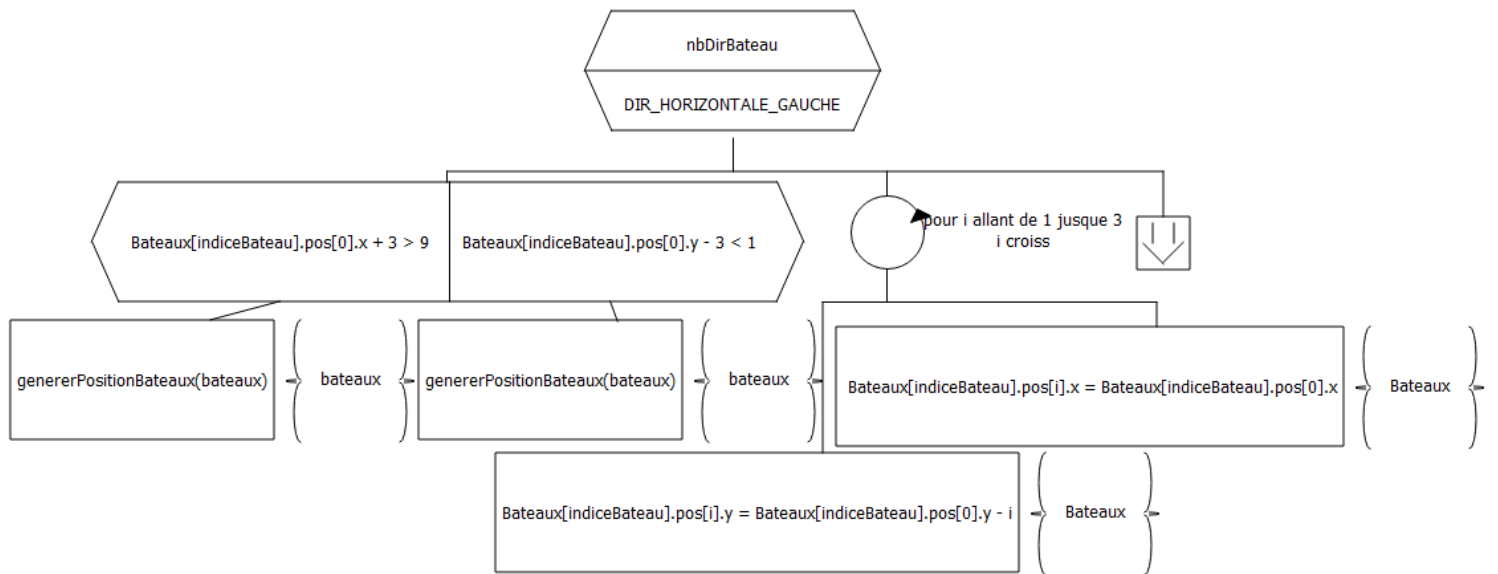 nbDirBateau
DIR_HORIZONTALE_GAUCHE
Bateaux[indiceBateau].pos[0].x + 3 > 9
Bateaux[indiceBateau].pos[0].y - 3 < 1
pour i allant de 1 jusque 3
i croiss
genererPositionBateaux(bateaux)
bateaux
genererPositionBateaux(bateaux)
bateaux
Bateaux[indiceBateau].pos[i].x = Bateaux[indiceBateau].pos[0].x
Bateaux
Bateaux[indiceBateau].pos[i].y = Bateaux[indiceBateau].pos[0].y - i
Bateaux